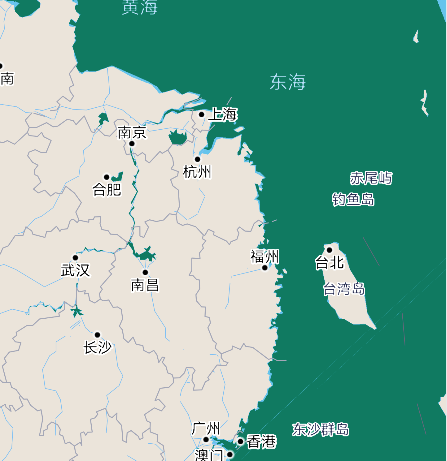 黄海
东海
南
上海
南京
杭州
合肥
赤尾屿
钓鱼岛
福州
台北
武汉
南昌
台湾岛
长沙
广州
东沙群岛
香港
澳门